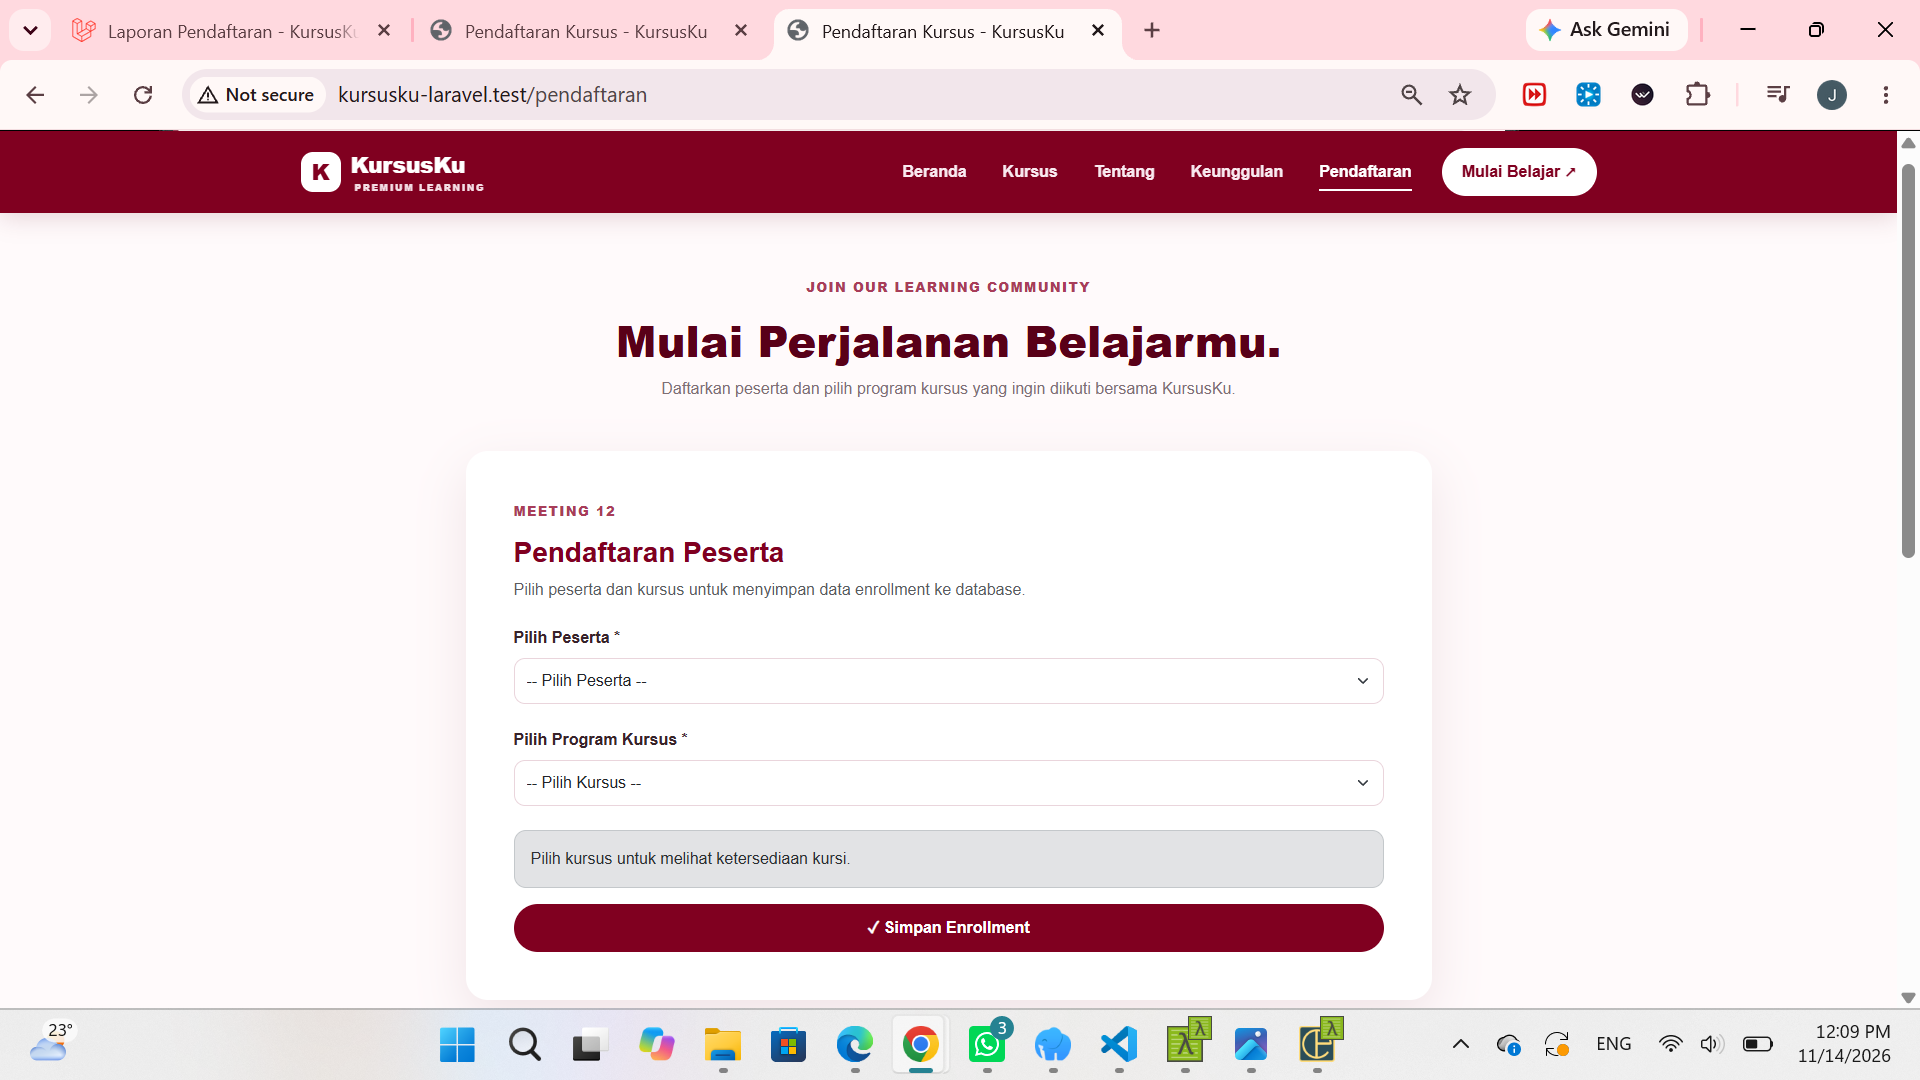 Laporan Pendaftaran - KursusKu
Pendaftaran Kursus - KursusKu
Pendaftaran Kursus - KursusKu
Ask Gemini
Not secure
kursusku-laravel.test/pendaftaran
J
K
KursusKu
PREMIUM LEARNING
Beranda
Kursus
Tentang
Keunggulan
Pendaftaran
Mulai Belajar ↗
JOIN OUR LEARNING COMMUNITY
Mulai Perjalanan Belajarmu.
Daftarkan peserta dan pilih program kursus yang ingin diikuti bersama KursusKu.
MEETING 12
Pendaftaran Peserta
Pilih peserta dan kursus untuk menyimpan data enrollment ke database.
Pilih Peserta *
-- Pilih Peserta --
Pilih Program Kursus *
-- Pilih Kursus --
Pilih kursus untuk melihat ketersediaan kursi.
✓ Simpan Enrollment
23°
3
ENG
12:09 PM
11/14/2026